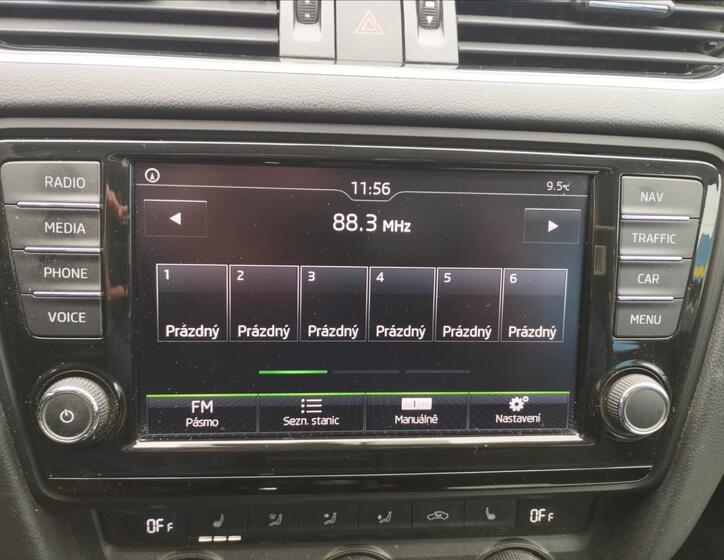 RADIO
MEDIA
PHONE
VOICE
11:56
9.5°C
88.3 MHz
1 2 3 4 5 6
Prázdný Prázdný Prázdný Prázdný Prázdný Prázdný
FM
Pásmo
Sezn. stanic
Manuálně
Nastavení
NAV
TRAFFIC
CAR
MENU
OFF
OFF